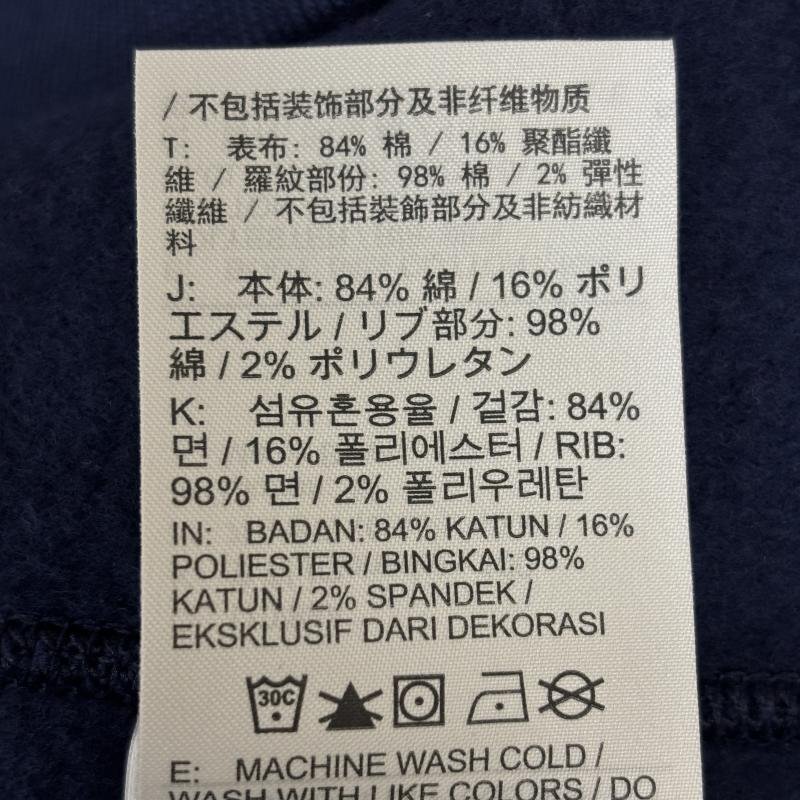 / 不包括装饰部分及非纤维物质
T: 表布: 84% 棉 / 16% 聚酯纖
維 / 羅紋部份: 98% 棉 / 2% 彈性
纖維 / 不包括裝飾部分及非紡織材
料
J: 本体: 84% 綿 / 16% ポリ
エステル / リブ部分: 98%
綿 / 2% ポリウレタン
K: 섬유혼용율 / 겉감: 84%
면 / 16% 폴리에스터 / RIB:
98% 면 / 2% 폴리우레탄
IN: BADAN: 84% KATUN / 16%
POLIESTER / BINGKAI: 98%
KATUN / 2% SPANDEK /
EKSKLUSIF DARI DEKORASI
30C
E: MACHINE WASH COLD /
WASH WITH LIKE COLORS / DO